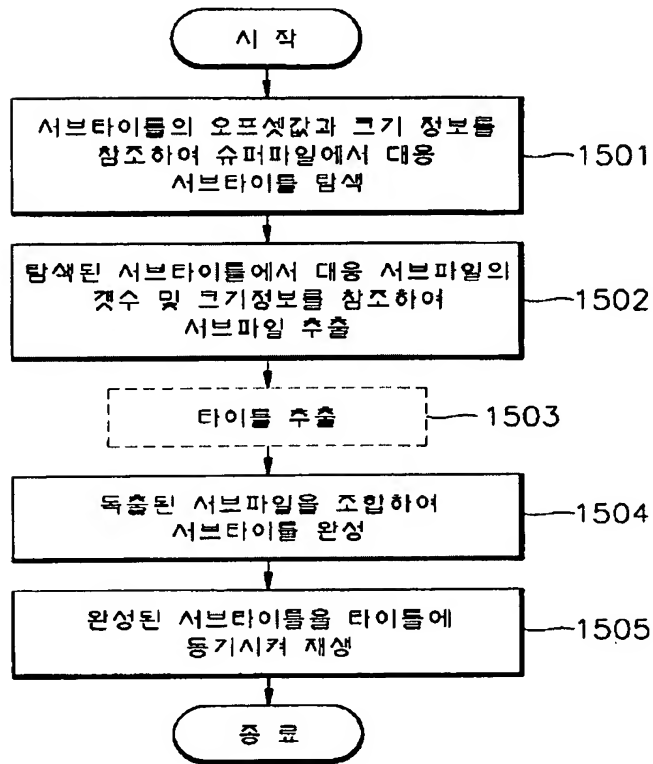 시 작
서브타이틀의 오프셋값과 크기 정보를
참조하여 슈퍼파일에서 대응
서브타이틀 탐색
1501
탐색된 서브타이틀에서 대응 서브파일의
갯수 및 크기정보를 참조하여
서브파일 추출
1502
타이틀 추출
1503
독출된 서브파일을 조합하여
서브타이틀 완성
1504
완성된 서브타이틀을 타이틀에
동기시켜 재생
1505
종 료